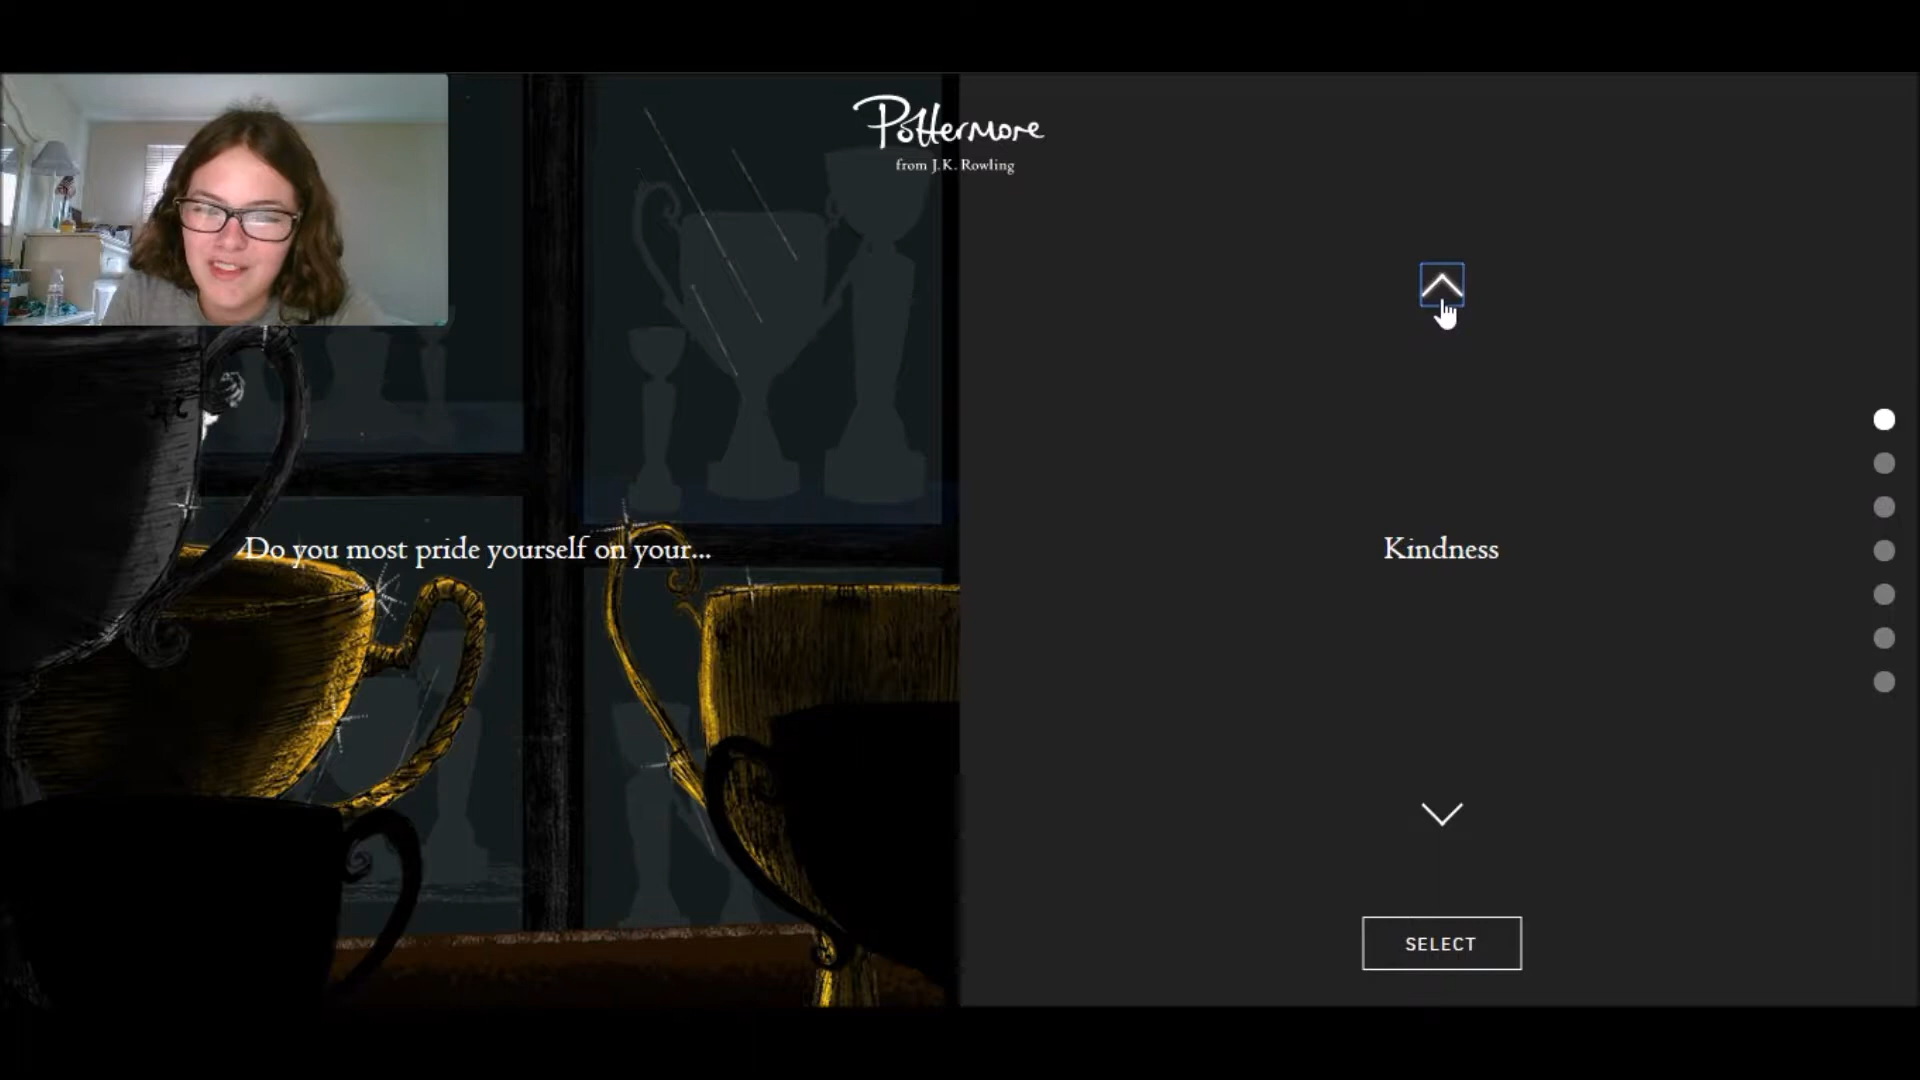 Pottermore
from J.K. Rowling
Do you most pride yourself on your...
Kindness
SELECT